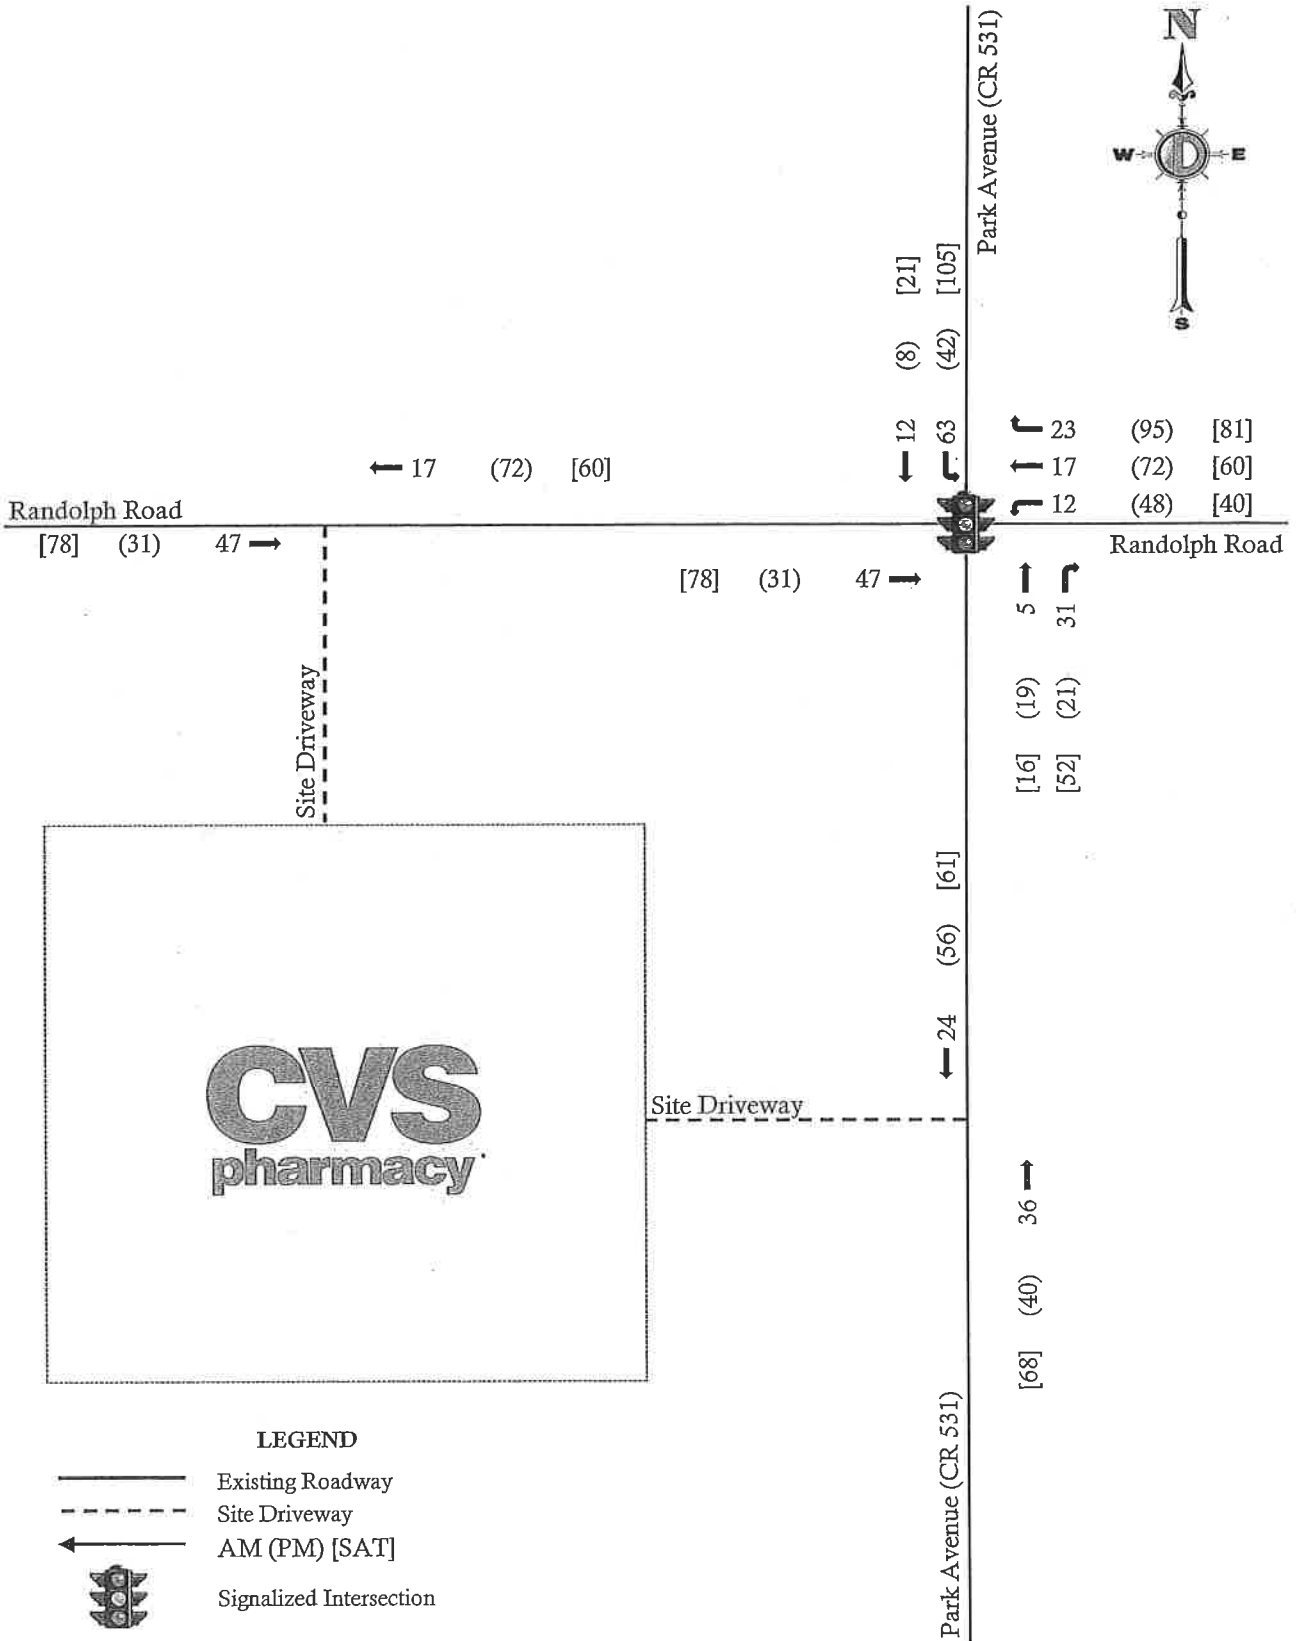 N
W E
S
Park Avenue (CR 531)
12 (8) [21]
63 (42) [105]
23 (95) [81]
17 (72) [60]
12 (48) [40]
17 (72) [60]
Randolph Road
[78] (31) 47
Randolph Road
[78] (31) 47
[16] (19) 5
[52] (21) 31
Site Driveway
24 (56) [61]
CVS
pharmacy
Site Driveway
[68] (40) 36
Park Avenue (CR 531)
LEGEND
Existing Roadway
Site Driveway
AM (PM) [SAT]
Signalized Intersection